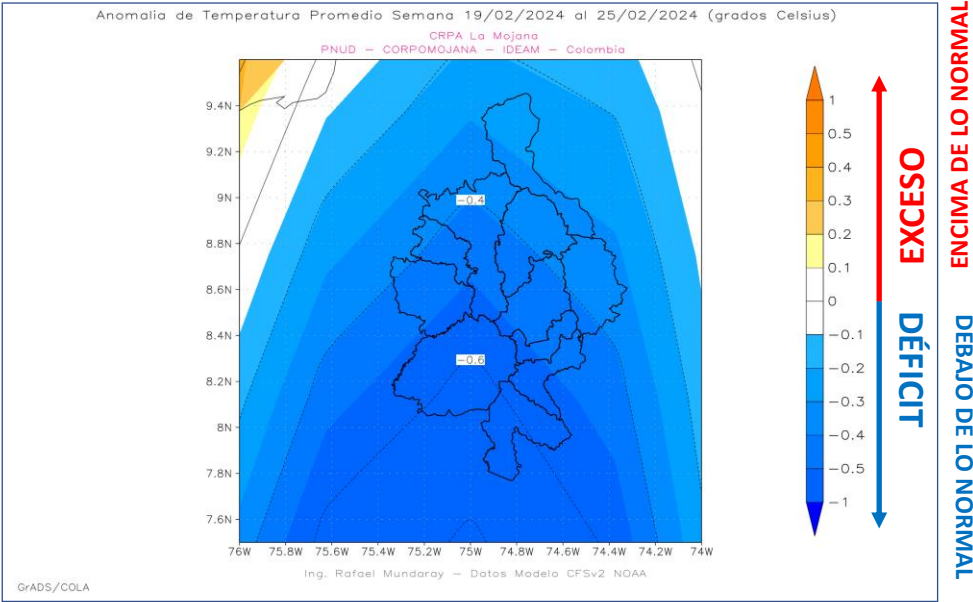 Anomalia de Temperatura Promedio Semana 19/02/2024 al 25/02/2024 (grados Celsius)
CRPA La Mojana
PNUD — CORPOMOJANA — IDEAM — Colombia
9.4N
9.2N
9N
8.8N
8.6N
8.4N
8.2N
8N
7.8N
7.6N
−0.4
−0.6
76W 75.8W 75.6W 75.4W 75.2W 75W 74.8W 74.6W 74.4W 74.2W 74W
1
0.5
0.4
0.3
0.2
0.1
0
−0.1
−0.2
−0.3
−0.4
−0.5
−1
EXCESO
DÉFICIT
ENCIMA DE LO NORMAL
DEBAJO DE LO NORMAL
Ing. Rafael Mundaray — Datos Modelo CFSv2 NOAA
GrADS/COLA